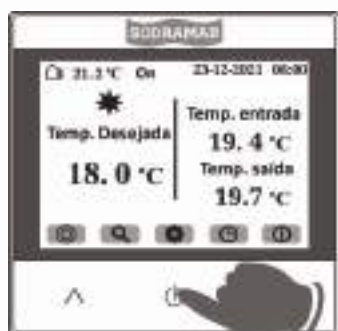 SODRAMAR
21.2 °C On 23-12-2021 06:00
Temp. Desejada
18.0 °C
Temp. entrada
19.4 °C
Temp. saída
19.7 °C